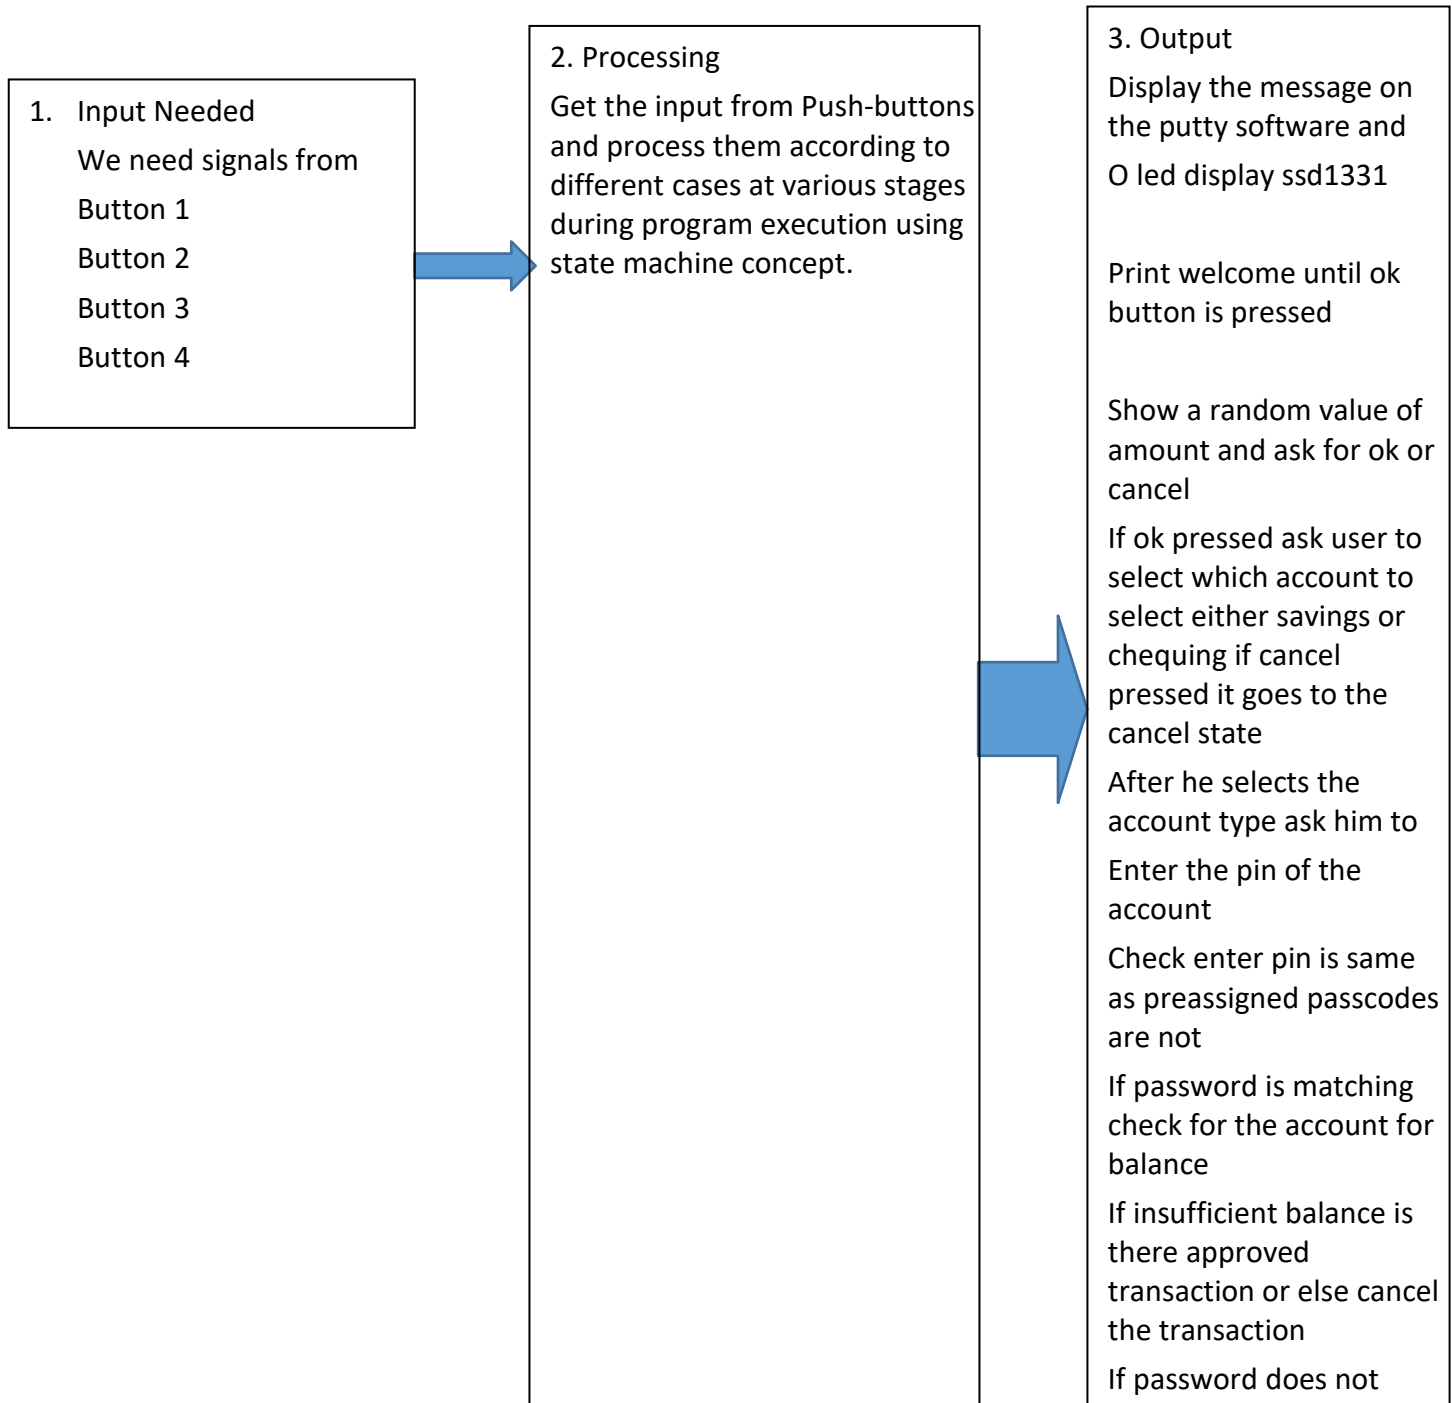 1. Input Needed
We need signals from
Button 1
Button 2
Button 3
Button 4
2. Processing
Get the input from Push-buttons
and process them according to
different cases at various stages
during program execution using
state machine concept.
3. Output
Display the message on
the putty software and
O led display ssd1331
Print welcome until ok
button is pressed
Show a random value of
amount and ask for ok or
cancel
If ok pressed ask user to
select which account to
select either savings or
chequing if cancel
pressed it goes to the
cancel state
After he selects the
account type ask him to
Enter the pin of the
account
Check enter pin is same
as preassigned passcodes
are not
If password is matching
check for the account for
balance
If insufficient balance is
there approved
transaction or else cancel
the transaction
If password does not